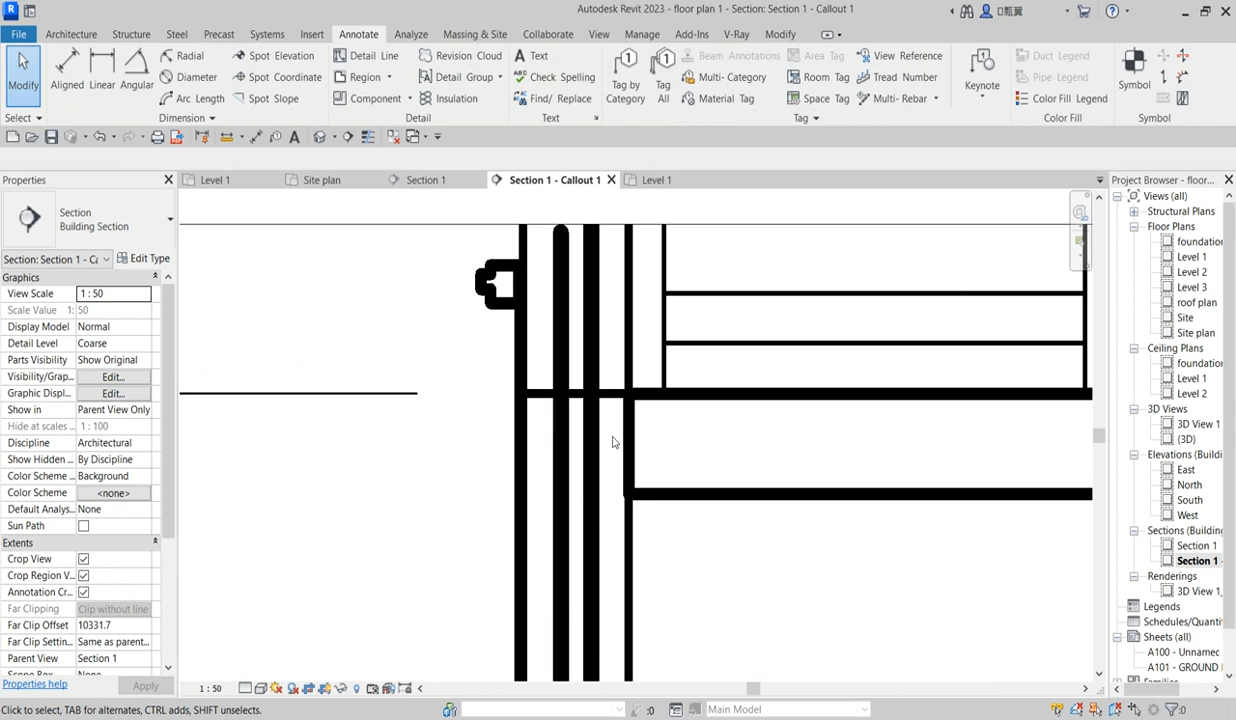 Autodesk Revit 2023 - floor plan 1 - Section: Section 1 - Callout 1
File Architecture Structure Steel Precast Systems Insert Annotate Analyze Massing & Site Collaborate View Manage Add-Ins V-Ray Modify
Modify
Select
Aligned Linear Angular
Radial
Diameter
Arc Length
Spot Elevation
Spot Coordinate
Spot Slope
Dimension
Detail Line
Region
Component
Revision Cloud
Detail Group
Insulation
Detail
Text
Check Spelling
Find/ Replace
Text
Tag by
Category
Tag
All
Beam Annotations
Multi- Category
Material Tag
Area Tag
Room Tag
Space Tag
View Reference
Tread Number
Multi- Rebar
Tag
Keynote
Duct Legend
Pipe Legend
Color Fill Legend
Color Fill
Symbol
Symbol
Properties
Level 1 Site plan Section 1 Section 1 - Callout 1 Level 1
Section
Building Section
Section: Section 1 - Ca Edit Type
Graphics
View Scale 1 : 50
Scale Value 1: 50
Display Model Normal
Detail Level Coarse
Parts Visibility Show Original
Visibility/Grap... Edit...
Graphic Displ... Edit...
Show in Parent View Only
Hide at scales ... 1 : 100
Discipline Architectural
Show Hidden ... By Discipline
Color Scheme ... Background
Color Scheme <none>
Default Analys... None
Sun Path
Extents
Crop View
Crop Region V...
Annotation Cr...
Far Clipping Clip without line
Far Clip Offset 10331.7
Far Clip Settin... Same as parent...
Parent View Section 1
Scope Box None
Properties help Apply
Project Browser - floor...
Views (all)
Structural Plans
Floor Plans
foundation
Level 1
Level 2
Level 3
roof plan
Site
Site plan
Ceiling Plans
foundation
Level 1
Level 2
3D Views
3D View 1
{3D}
Elevations (Buildi
East
North
South
West
Sections (Building
Section 1
Section 1 -
Renderings
3D View 1_
Legends
Schedules/Quanti
Sheets (all)
A100 - Unnamec
A101 - GROUND
Families
1 : 50
Click to select, TAB for alternates, CTRL adds, SHIFT unselects.
:0
Main Model
:0